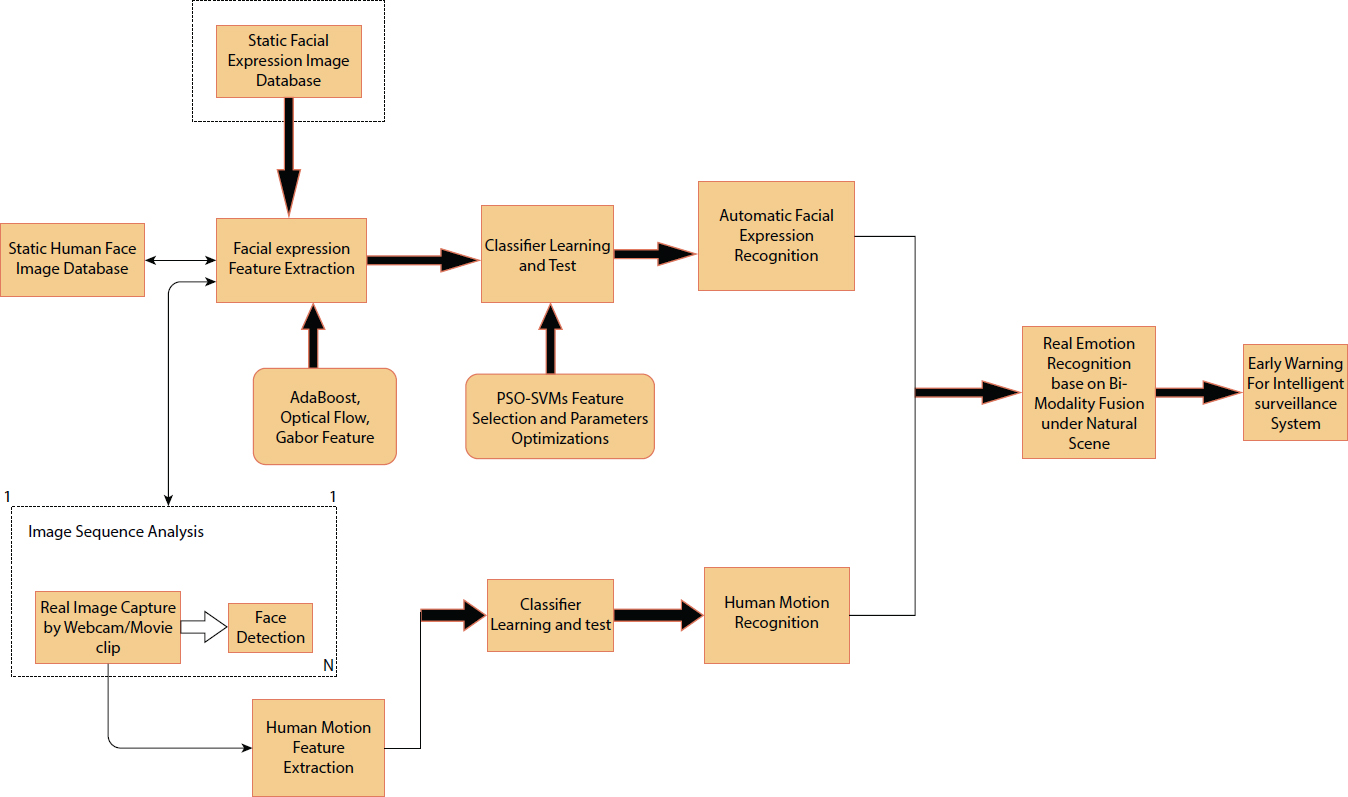 Static Facial
Expression Image
Database
Static Human Face
Image Database
Facial expression
Feature Extraction
Classifier Learning
and Test
Automatic Facial
Expression
Recognition
AdaBoost,
Optical Flow,
Gabor Feature
PSO-SVMs Feature
Selection and Parameters
Optimizations
Real Emotion
Recognition
base on Bi-
Modality Fusion
under Natural
Scene
Early Warning
For Intelligent
surveillance
System
1
1
Image Sequence Analysis
Real Image Capture
by Webcam/Movie
clip
Face
Detection
N
Classifier
Learning and test
Human Motion
Recognition
Human Motion
Feature
Extraction